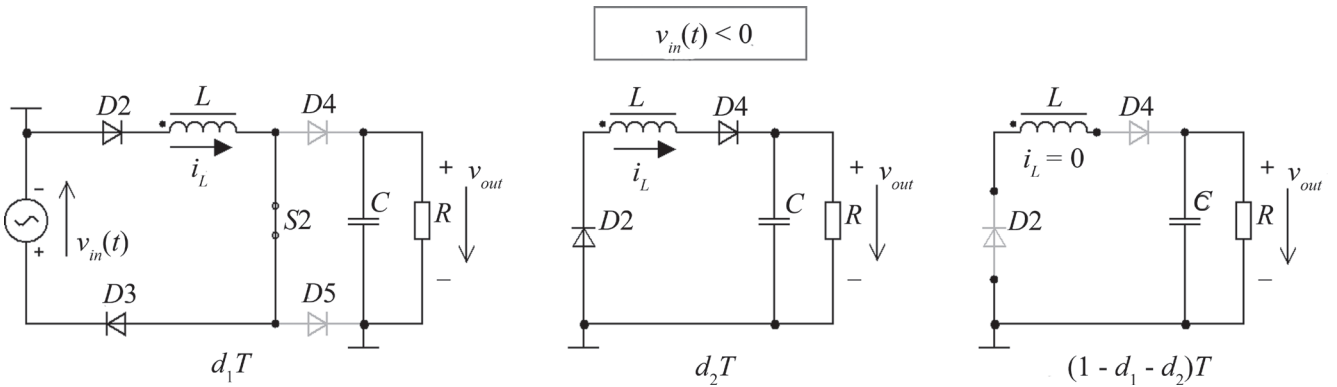 v_in(t) < 0
D2
L
D4
i_L
−
+
v_in(t)
S2
C
R
+
v_out
−
D3
D5
d_1T
L
D4
i_L
D2
C
R
+
v_out
−
d_2T
L
D4
i_L = 0
D2
C
R
+
v_out
−
(1 - d_1 - d_2)T